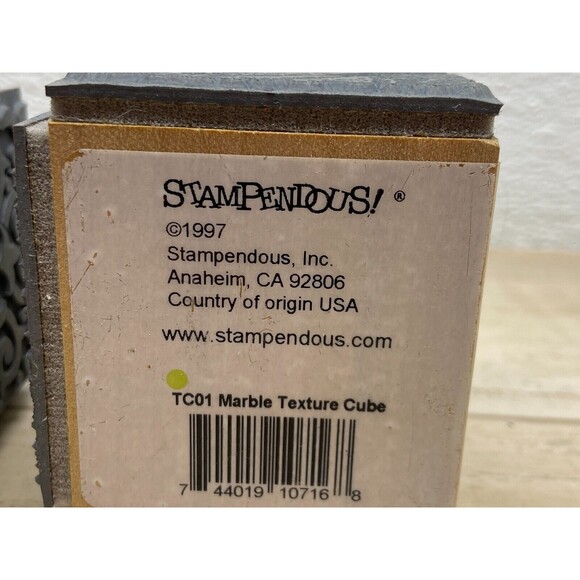 STAMPENDOUS! ®
©1997
Stampendous, Inc.
Anaheim, CA 92806
Country of origin USA
www.stampendous.com
TC01 Marble Texture Cube
7 44019 10716 8